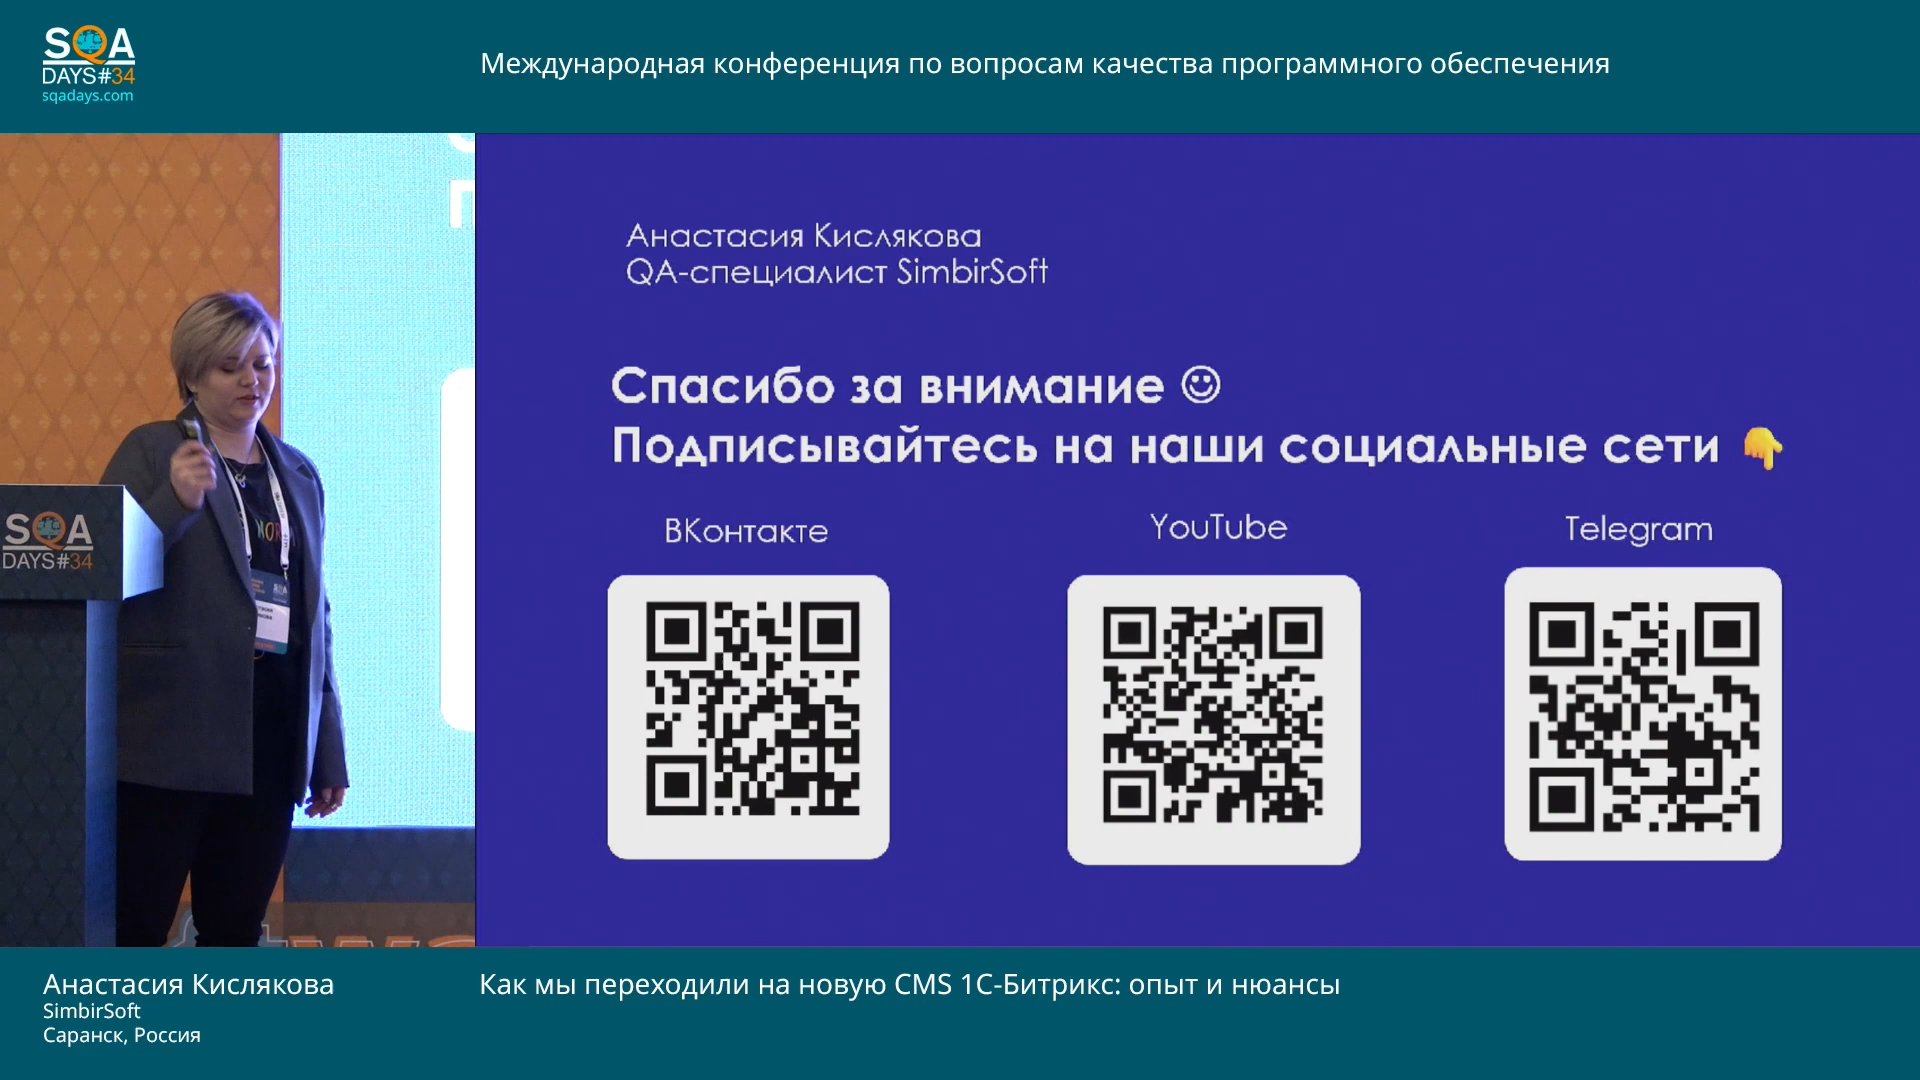 SQA
DAYS#34
sqadays.com
Международная конференция по вопросам качества программного обеспечения
Анастасия Кислякова
QA-специалист SimbirSoft
Спасибо за внимание ☺
Подписывайтесь на наши социальные сети 👇
ВКонтакте
YouTube
Telegram
SQA
DAYS#34
Анастасия Кислякова
SimbirSoft
Саранск, Россия
Как мы переходили на новую CMS 1С-Битрикс: опыт и нюансы